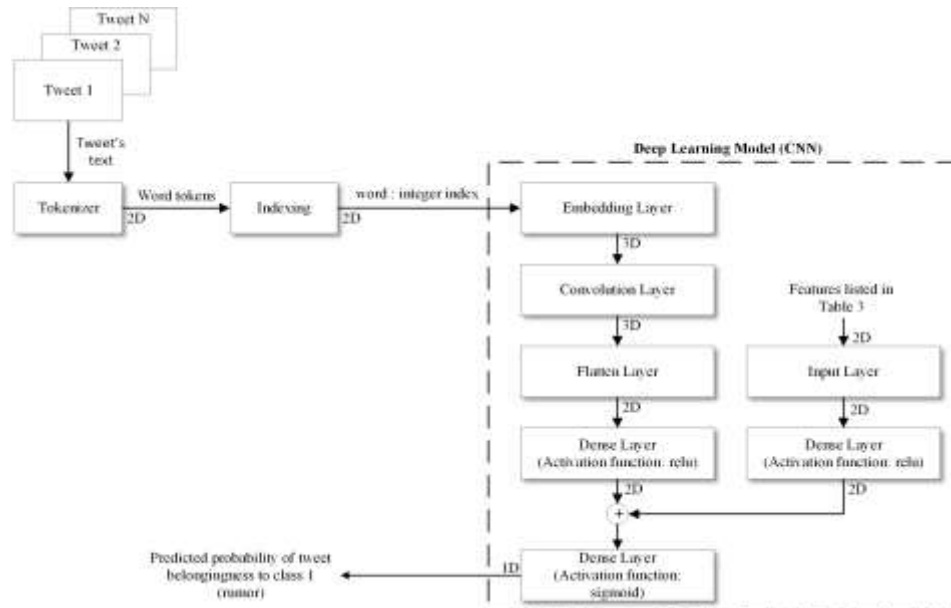 Tweet N
Tweet 2
Tweet 1
Tweet's
text
Deep Learning Model (CNN)
Tokenizer
2D
Word tokens
Indexing
2D
word : integer index
Embedding Layer
3D
Convolution Layer
3D
Features listed in
Table 3
2D
Flatten Layer
Input Layer
2D
2D
Dense Layer
(Activation function: relu)
Dense Layer
(Activation function: relu)
2D
2D
+
Predicted probability of tweet
belongingness to class 1
(rumor)
1D
Dense Layer
(Activation function:
sigmoid)